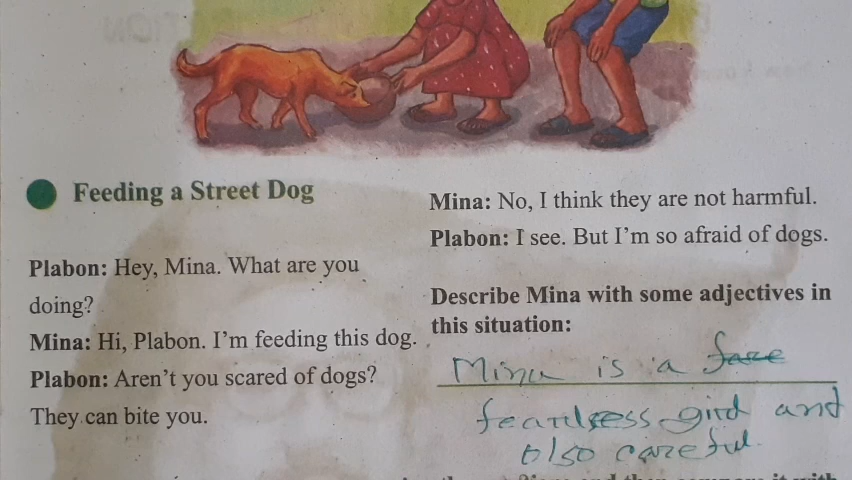 Feeding a Street Dog
Plabon: Hey, Mina. What are you
doing?
Mina: Hi, Plabon. I'm feeding this dog.
Plabon: Aren't you scared of dogs?
They can bite you.
Mina: No, I think they are not harmful.
Plabon: I see. But I'm so afraid of dogs.
Describe Mina with some adjectives in
this situation:
Mina is a
feardless gird and
also careful.